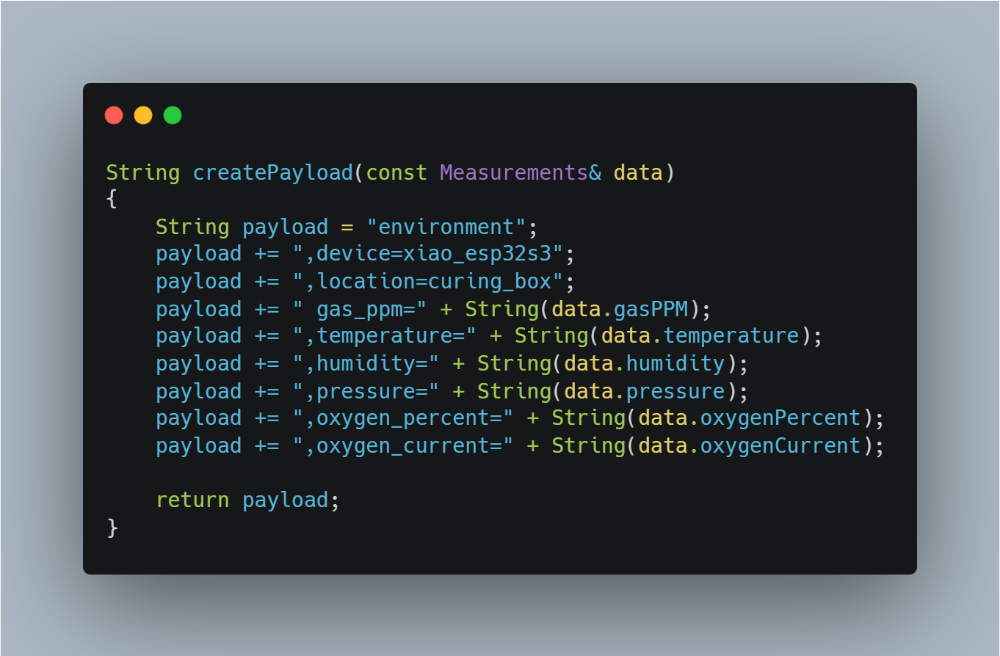 String createPayload(const Measurements& data)
{
    String payload = "environment";
    payload += ",device=xiao_esp32s3";
    payload += ",location=curing_box";
    payload += " gas_ppm=" + String(data.gasPPM);
    payload += ",temperature=" + String(data.temperature);
    payload += ",humidity=" + String(data.humidity);
    payload += ",pressure=" + String(data.pressure);
    payload += ",oxygen_percent=" + String(data.oxygenPercent);
    payload += ",oxygen_current=" + String(data.oxygenCurrent);

    return payload;
}